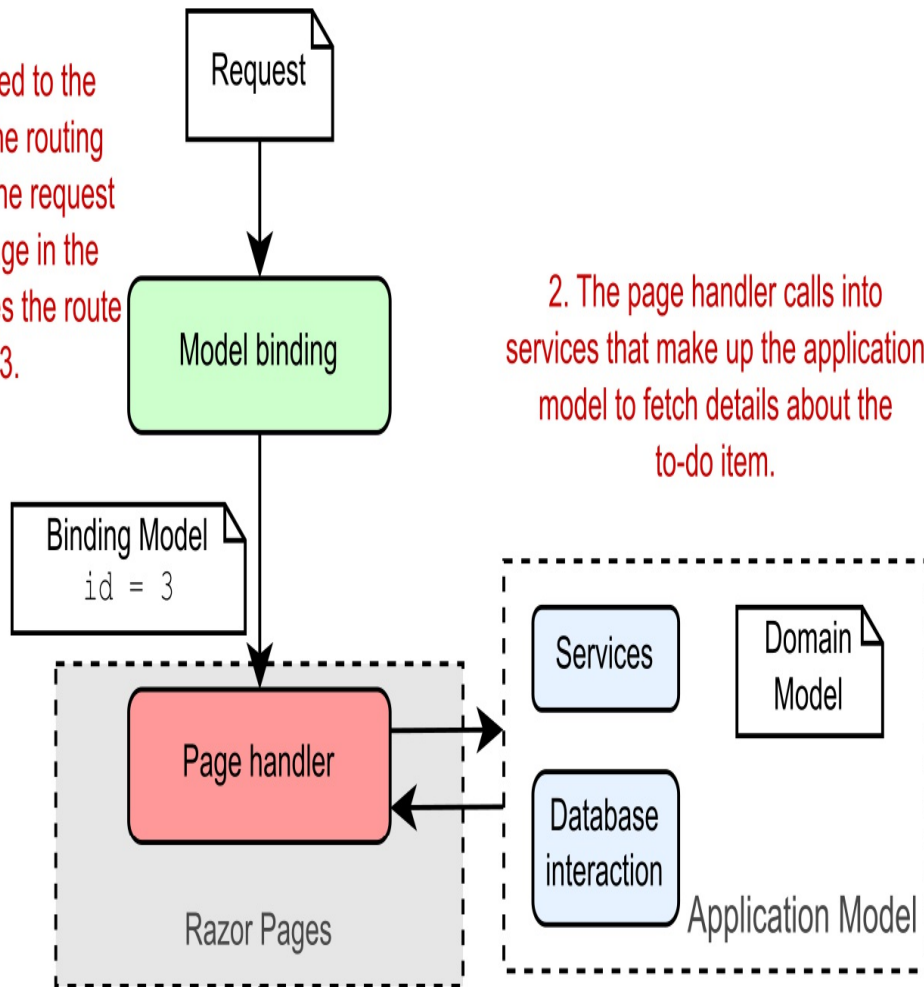 Request
ed to the
he routing
he request
ge in the
es the route
3.
Model binding
2. The page handler calls into
services that make up the application
model to fetch details about the
to-do item.
Binding Model
id = 3
Services
Domain
Model
Page handler
Database
interaction
Razor Pages
Application Model